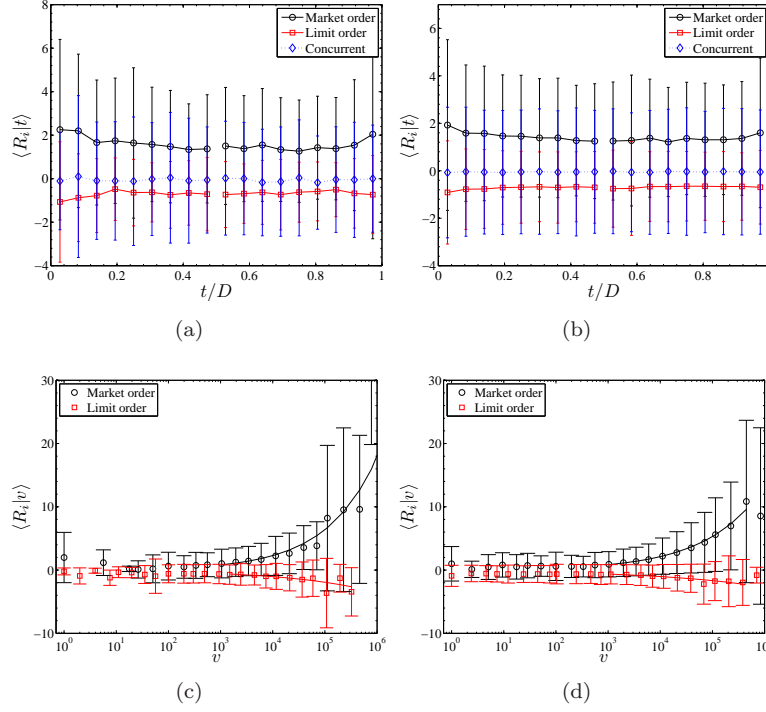 8
6
4
2
0
−2
−4
0
0.2
0.4
0.6
0.8
1
⟨R_i|t⟩
t/D
Market order
Limit order
Concurrent
(a)
8
6
4
2
0
−2
−4
0
0.2
0.4
0.6
0.8
⟨R_i|t⟩
t/D
Market order
Limit order
Concurrent
(b)
30
20
10
0
−10
10^0
10^1
10^2
10^3
10^4
10^5
10^6
⟨R_i|v⟩
v
Market order
Limit order
(c)
30
20
10
0
−10
10^0
10^1
10^2
10^3
10^4
10^5
⟨R_i|v⟩
v
Market order
Limit order
(d)